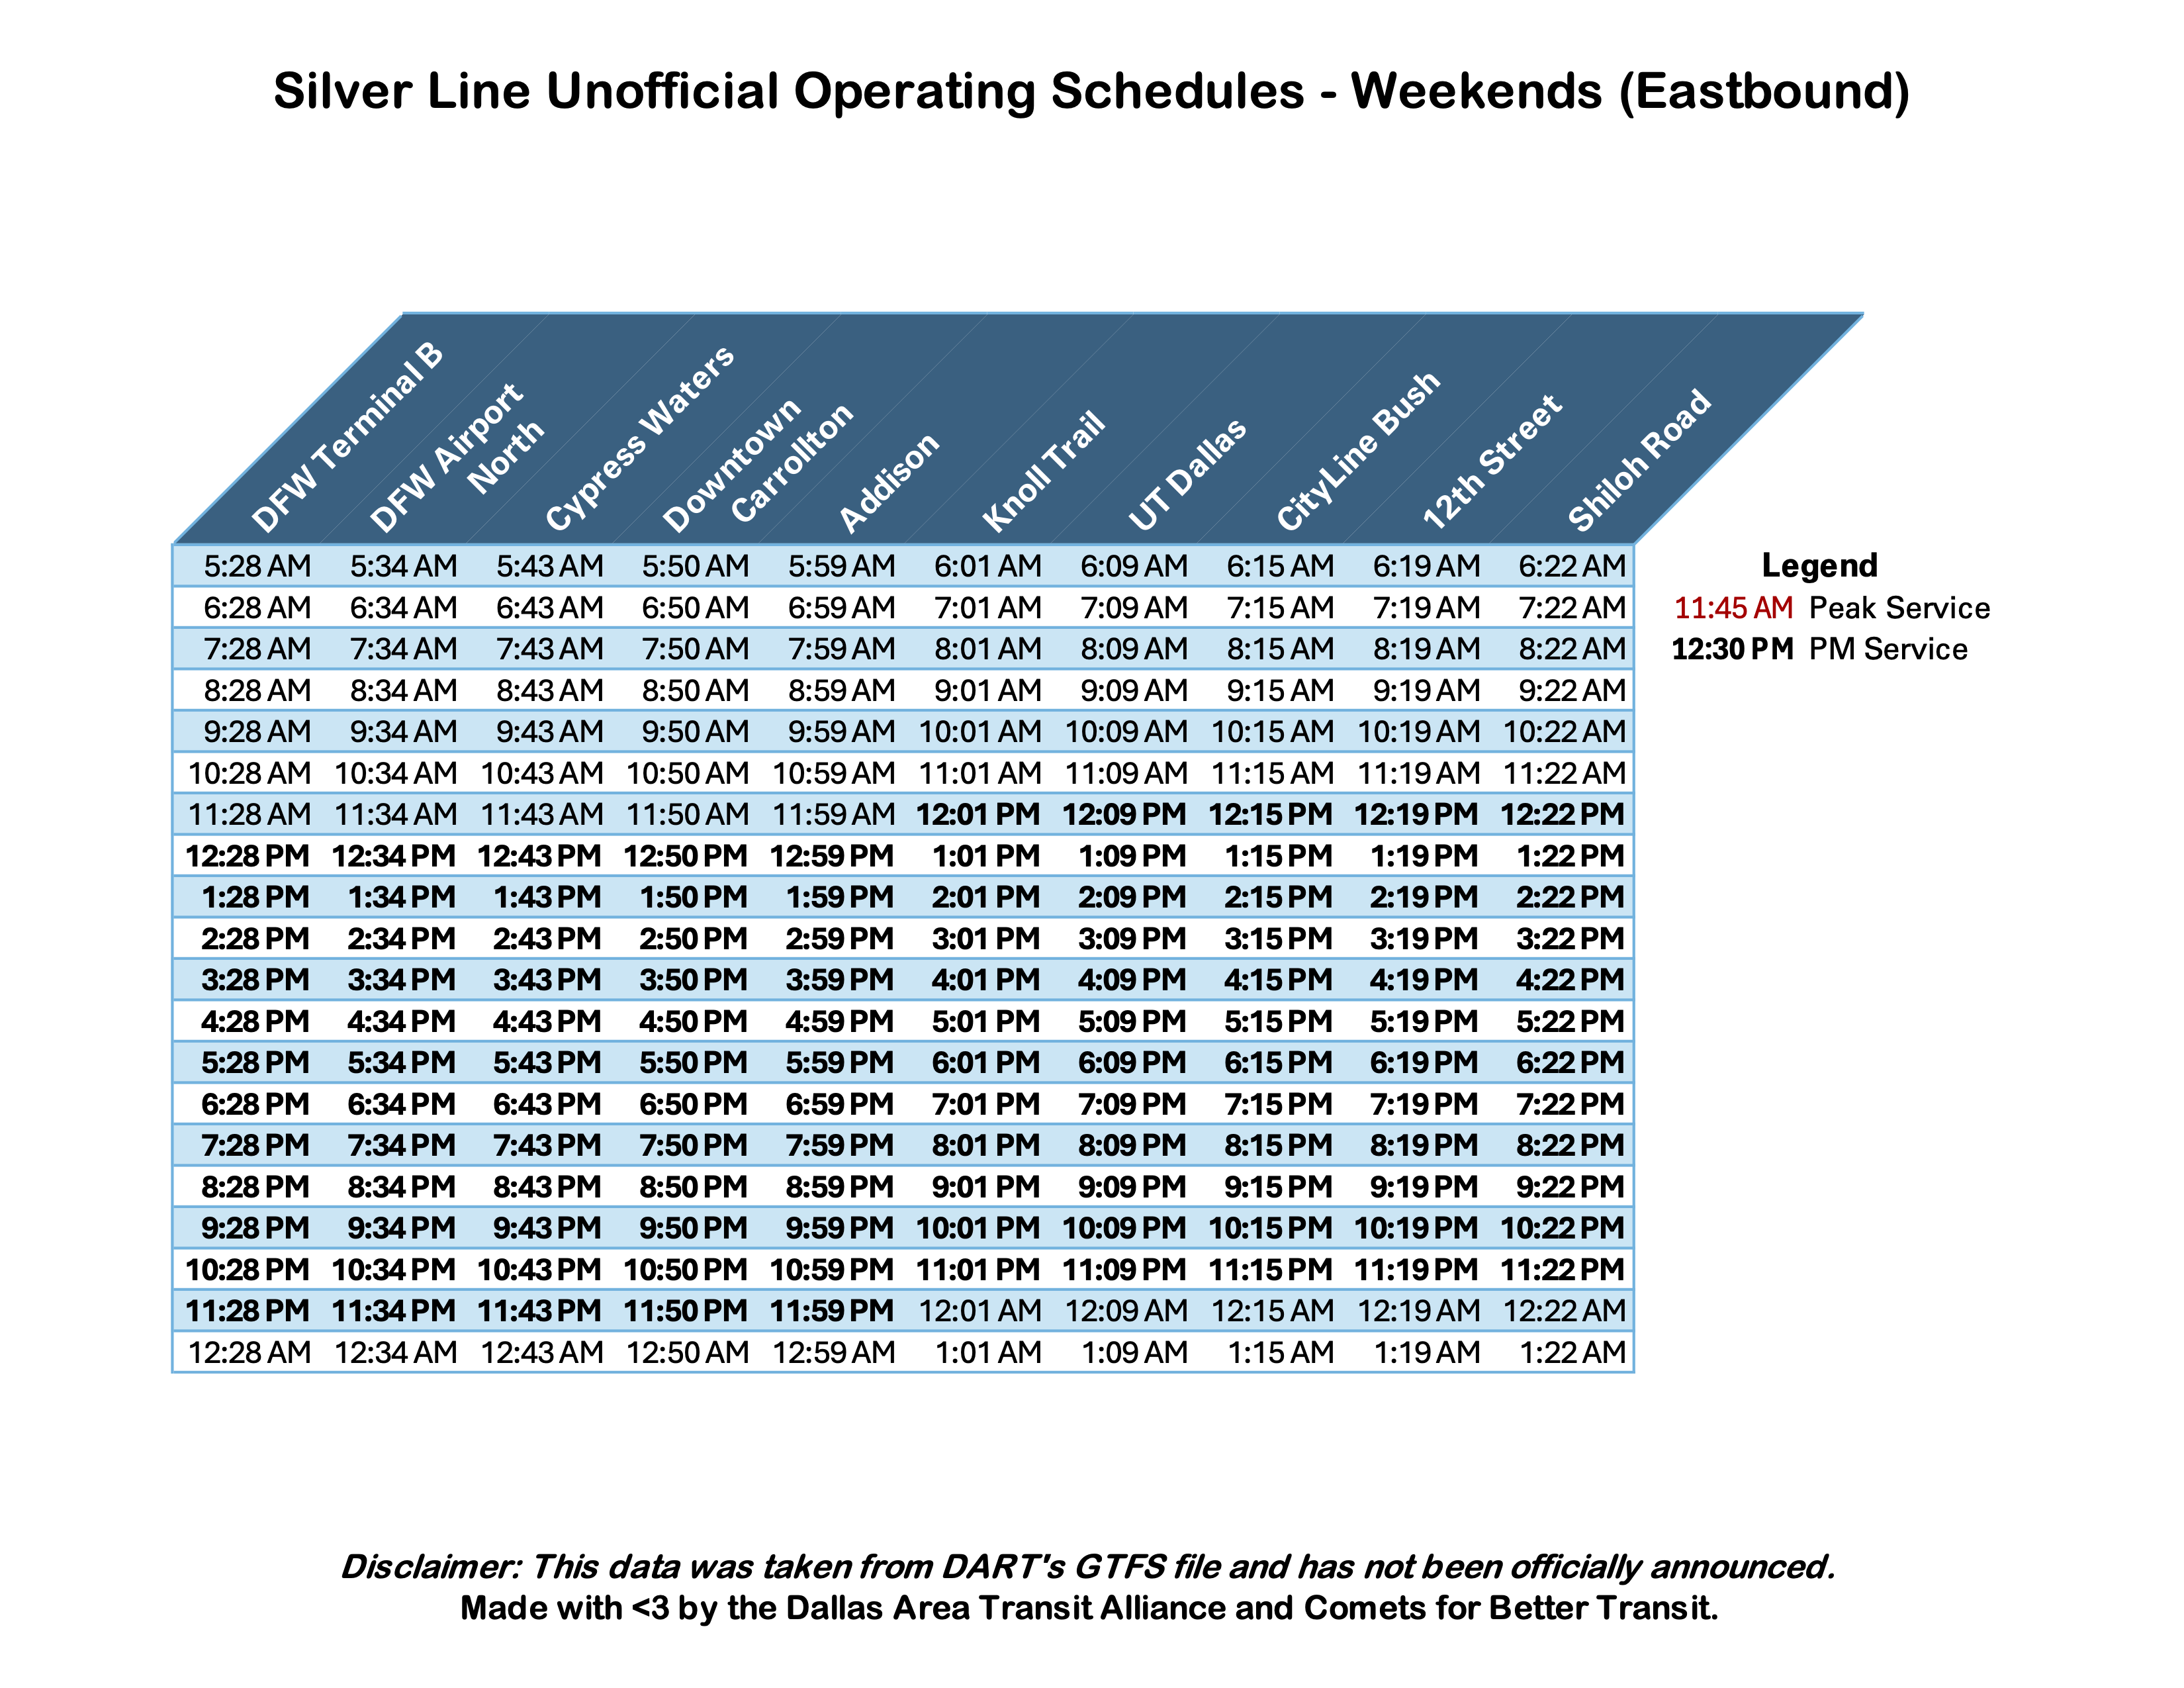 Silver Line Unofficial Operating Schedules - Weekends (Eastbound)
DFW Terminal B
DFW Airport
North
Cypress Waters
Downtown
Carrollton
Addison
Knoll Trail
UT Dallas
CityLine Bush
12th Street
Shiloh Road
5:28 AM 5:34 AM 5:43 AM 5:50 AM 5:59 AM 6:01 AM 6:09 AM 6:15 AM 6:19 AM 6:22 AM
Legend
6:28 AM 6:34 AM 6:43 AM 6:50 AM 6:59 AM 7:01 AM 7:09 AM 7:15 AM 7:19 AM 7:22 AM
11:45 AM Peak Service
7:28 AM 7:34 AM 7:43 AM 7:50 AM 7:59 AM 8:01 AM 8:09 AM 8:15 AM 8:19 AM 8:22 AM
12:30 PM PM Service
8:28 AM 8:34 AM 8:43 AM 8:50 AM 8:59 AM 9:01 AM 9:09 AM 9:15 AM 9:19 AM 9:22 AM
9:28 AM 9:34 AM 9:43 AM 9:50 AM 9:59 AM 10:01 AM 10:09 AM 10:15 AM 10:19 AM 10:22 AM
10:28 AM 10:34 AM 10:43 AM 10:50 AM 10:59 AM 11:01 AM 11:09 AM 11:15 AM 11:19 AM 11:22 AM
11:28 AM 11:34 AM 11:43 AM 11:50 AM 11:59 AM 12:01 PM 12:09 PM 12:15 PM 12:19 PM 12:22 PM
12:28 PM 12:34 PM 12:43 PM 12:50 PM 12:59 PM 1:01 PM 1:09 PM 1:15 PM 1:19 PM 1:22 PM
1:28 PM 1:34 PM 1:43 PM 1:50 PM 1:59 PM 2:01 PM 2:09 PM 2:15 PM 2:19 PM 2:22 PM
2:28 PM 2:34 PM 2:43 PM 2:50 PM 2:59 PM 3:01 PM 3:09 PM 3:15 PM 3:19 PM 3:22 PM
3:28 PM 3:34 PM 3:43 PM 3:50 PM 3:59 PM 4:01 PM 4:09 PM 4:15 PM 4:19 PM 4:22 PM
4:28 PM 4:34 PM 4:43 PM 4:50 PM 4:59 PM 5:01 PM 5:09 PM 5:15 PM 5:19 PM 5:22 PM
5:28 PM 5:34 PM 5:43 PM 5:50 PM 5:59 PM 6:01 PM 6:09 PM 6:15 PM 6:19 PM 6:22 PM
6:28 PM 6:34 PM 6:43 PM 6:50 PM 6:59 PM 7:01 PM 7:09 PM 7:15 PM 7:19 PM 7:22 PM
7:28 PM 7:34 PM 7:43 PM 7:50 PM 7:59 PM 8:01 PM 8:09 PM 8:15 PM 8:19 PM 8:22 PM
8:28 PM 8:34 PM 8:43 PM 8:50 PM 8:59 PM 9:01 PM 9:09 PM 9:15 PM 9:19 PM 9:22 PM
9:28 PM 9:34 PM 9:43 PM 9:50 PM 9:59 PM 10:01 PM 10:09 PM 10:15 PM 10:19 PM 10:22 PM
10:28 PM 10:34 PM 10:43 PM 10:50 PM 10:59 PM 11:01 PM 11:09 PM 11:15 PM 11:19 PM 11:22 PM
11:28 PM 11:34 PM 11:43 PM 11:50 PM 11:59 PM 12:01 AM 12:09 AM 12:15 AM 12:19 AM 12:22 AM
12:28 AM 12:34 AM 12:43 AM 12:50 AM 12:59 AM 1:01 AM 1:09 AM 1:15 AM 1:19 AM 1:22 AM
Disclaimer: This data was taken from DART's GTFS file and has not been officially announced.
Made with <3 by the Dallas Area Transit Alliance and Comets for Better Transit.